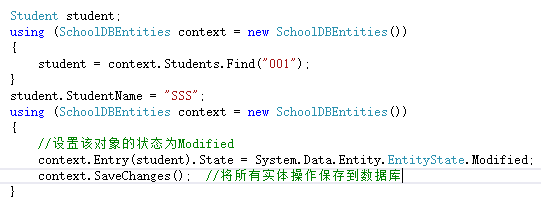 Student student;
using (SchoolDBEntities context = new SchoolDBEntities())
{
    student = context.Students.Find("001");
}
student.StudentName = "SSS";
using (SchoolDBEntities context = new SchoolDBEntities())
{
    //设置该对象的状态为Modified
    context.Entry(student).State = System.Data.Entity.EntityState.Modified;
    context.SaveChanges();  //将所有实体操作保存到数据库
}